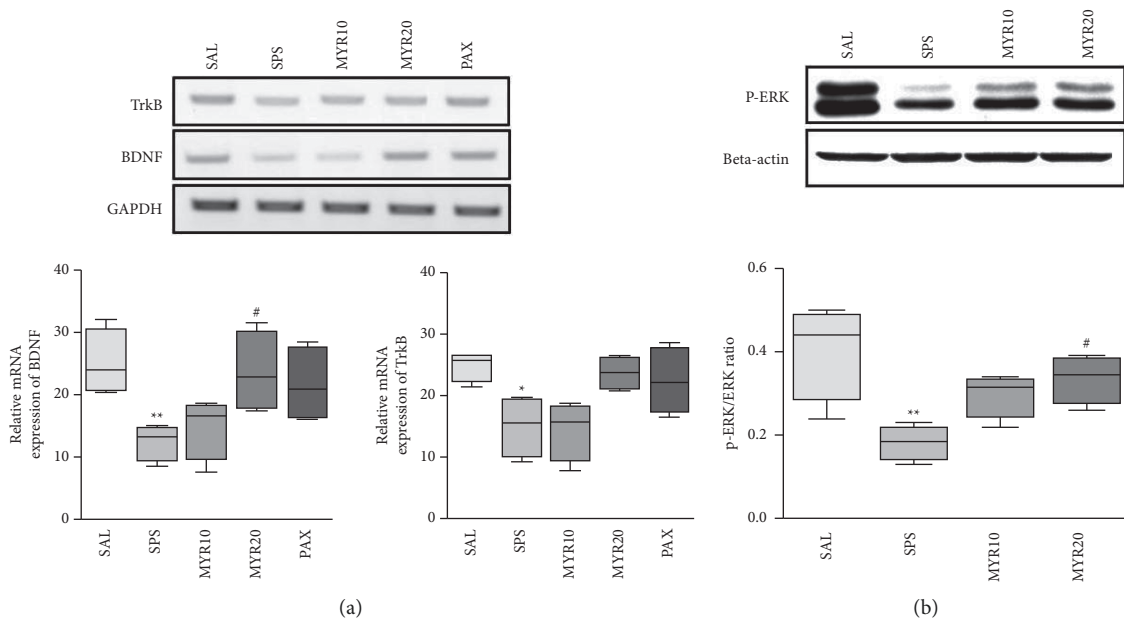 SAL
SPS
MYR10
MYR20
PAX
TrkB
BDNF
GAPDH
SAL
SPS
MYR10
MYR20
P-ERK
Beta-actin
Relative mRNA
expression of BDNF
40
30
20
10
0
**
#
SAL
SPS
MYR10
MYR20
PAX
Relative mRNA
expression of TrkB
40
30
20
10
0
*
SAL
SPS
MYR10
MYR20
PAX
(a)
p-ERK/ERK ratio
0.6
0.4
0.2
0.0
**
#
SAL
SPS
MYR10
MYR20
(b)